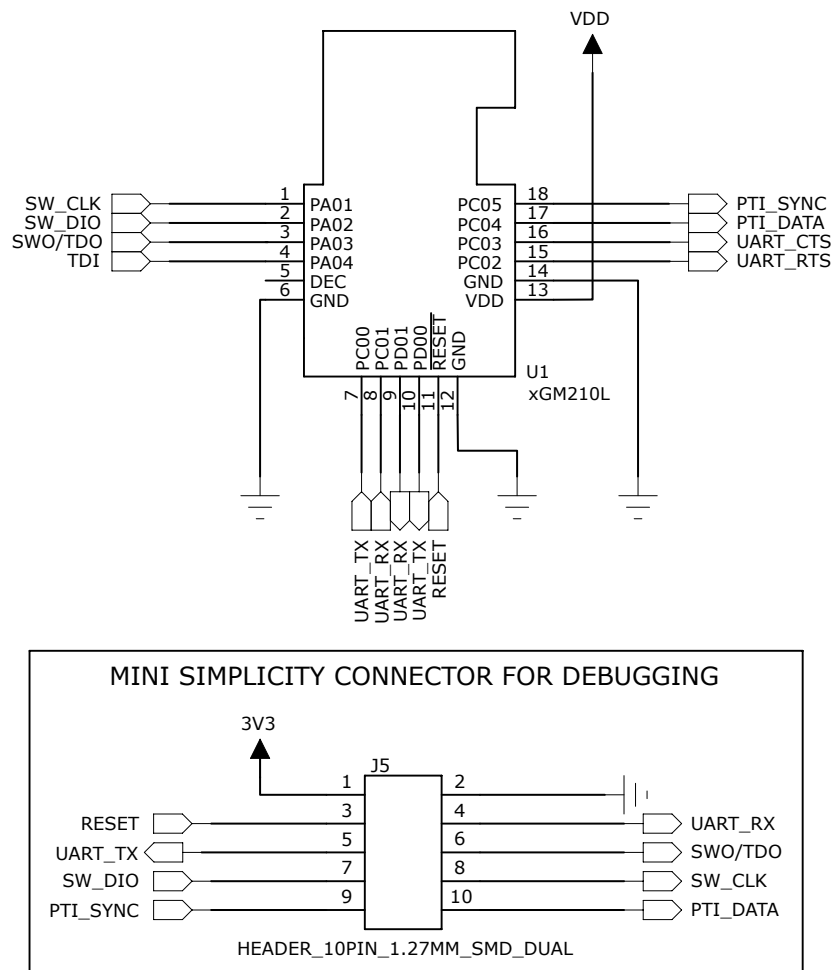 VDD
SW_CLK 1 PA01 PC05 18 PTI_SYNC
SW_DIO 2 PA02 PC04 17 PTI_DATA
SWO/TDO 3 PA03 PC03 16 UART_CTS
TDI 4 PA04 PC02 15 UART_RTS
5 DEC GND 14
6 GND VDD 13
PC00 PC01 PD01 PD00 RESET GND
7 8 9 10 11 12
U1
xGM210L
UART_TX UART_RX UART_RX UART_TX RESET
MINI SIMPLICITY CONNECTOR FOR DEBUGGING
3V3
J5
1 2
RESET 3 4 UART_RX
UART_TX 5 6 SWO/TDO
SW_DIO 7 8 SW_CLK
PTI_SYNC 9 10 PTI_DATA
HEADER_10PIN_1.27MM_SMD_DUAL